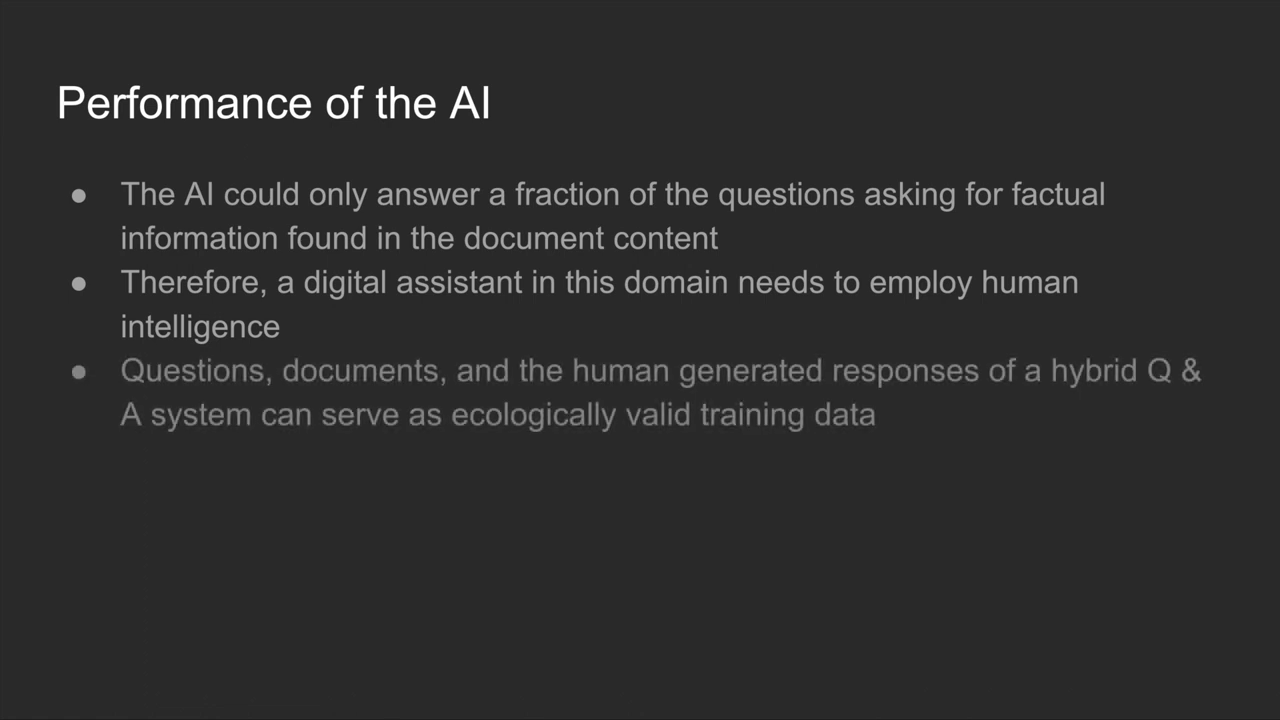 Performance of the AI
● The AI could only answer a fraction of the questions asking for factual
information found in the document content
● Therefore, a digital assistant in this domain needs to employ human
intelligence
● Questions, documents, and the human generated responses of a hybrid Q &
A system can serve as ecologically valid training data